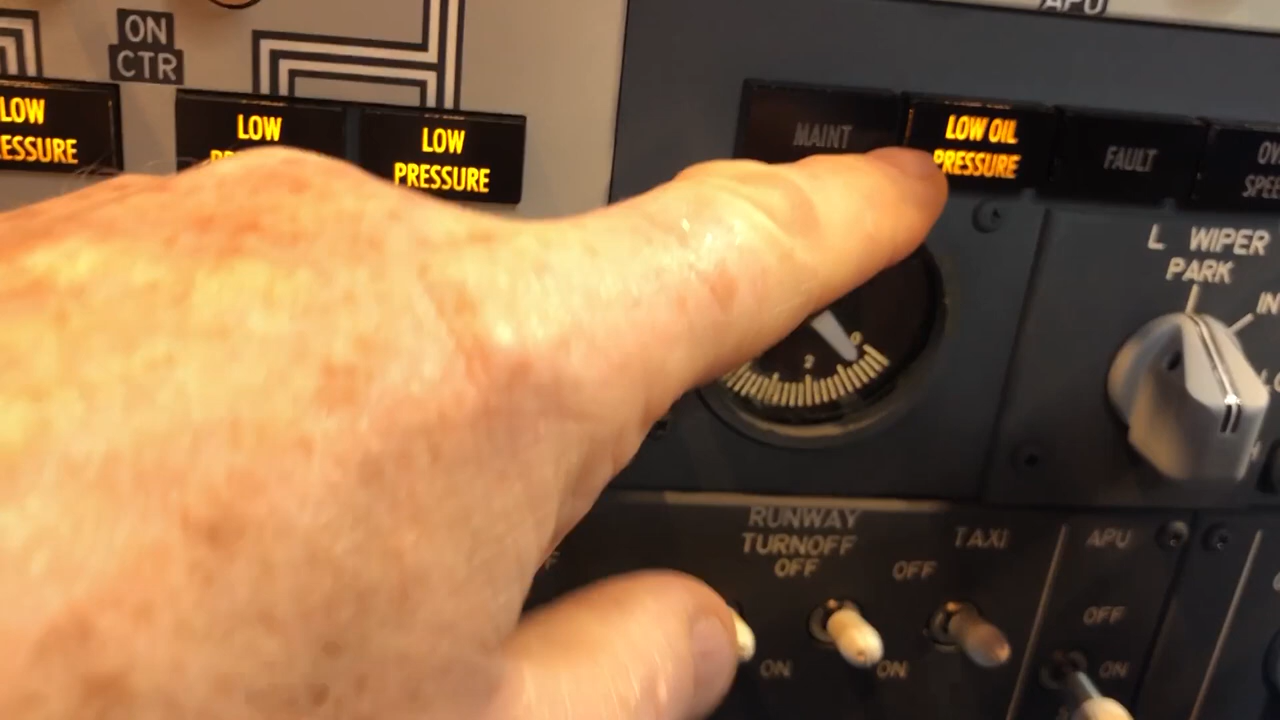 APU
ON
CTR
LOW
LOW
LOW
PRESSURE
MAINT
LOW OIL
PRESSURE
FAULT
L WIPER
PARK
0
2
RUNWAY
TURNOFF
OFF
TAXI
OFF
APU
OFF
ON
ON
ON